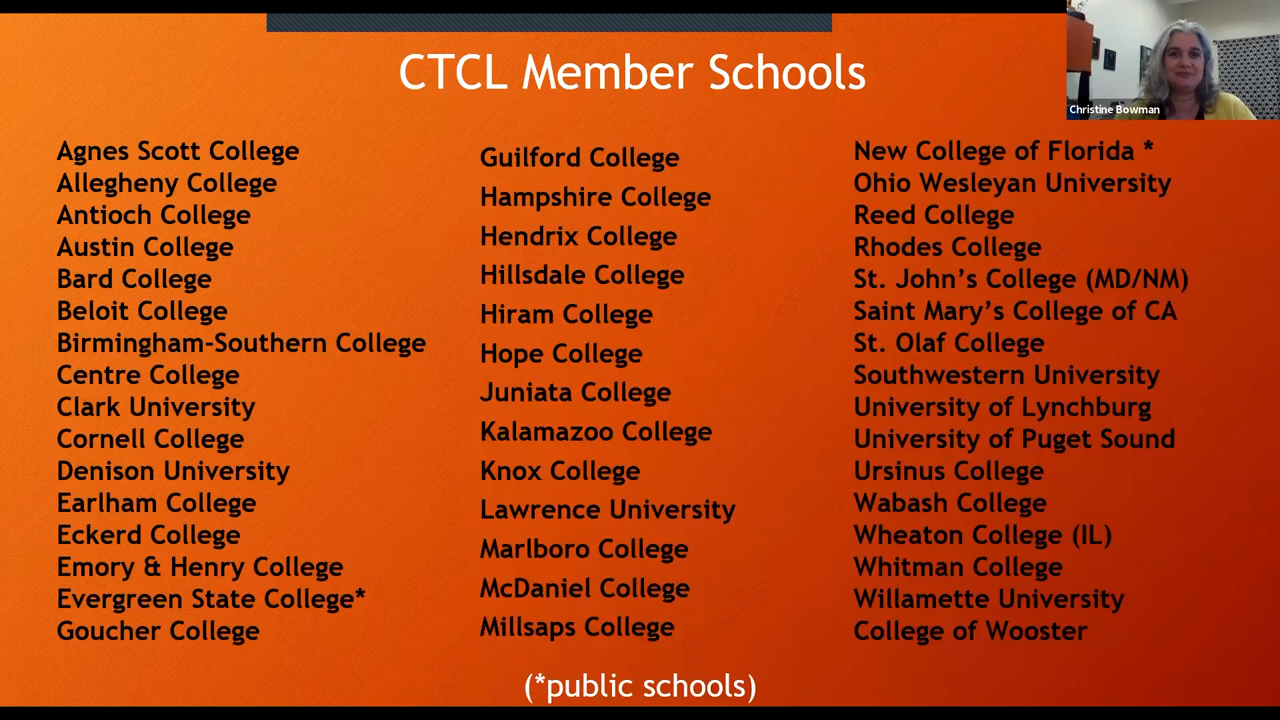 CTCL Member Schools
Christine Bowman
Agnes Scott College
Allegheny College
Antioch College
Austin College
Bard College
Beloit College
Birmingham-Southern College
Centre College
Clark University
Cornell College
Denison University
Earlham College
Eckerd College
Emory & Henry College
Evergreen State College*
Goucher College
Guilford College
Hampshire College
Hendrix College
Hillsdale College
Hiram College
Hope College
Juniata College
Kalamazoo College
Knox College
Lawrence University
Marlboro College
McDaniel College
Millsaps College
New College of Florida *
Ohio Wesleyan University
Reed College
Rhodes College
St. John’s College (MD/NM)
Saint Mary’s College of CA
St. Olaf College
Southwestern University
University of Lynchburg
University of Puget Sound
Ursinus College
Wabash College
Wheaton College (IL)
Whitman College
Willamette University
College of Wooster
(*public schools)